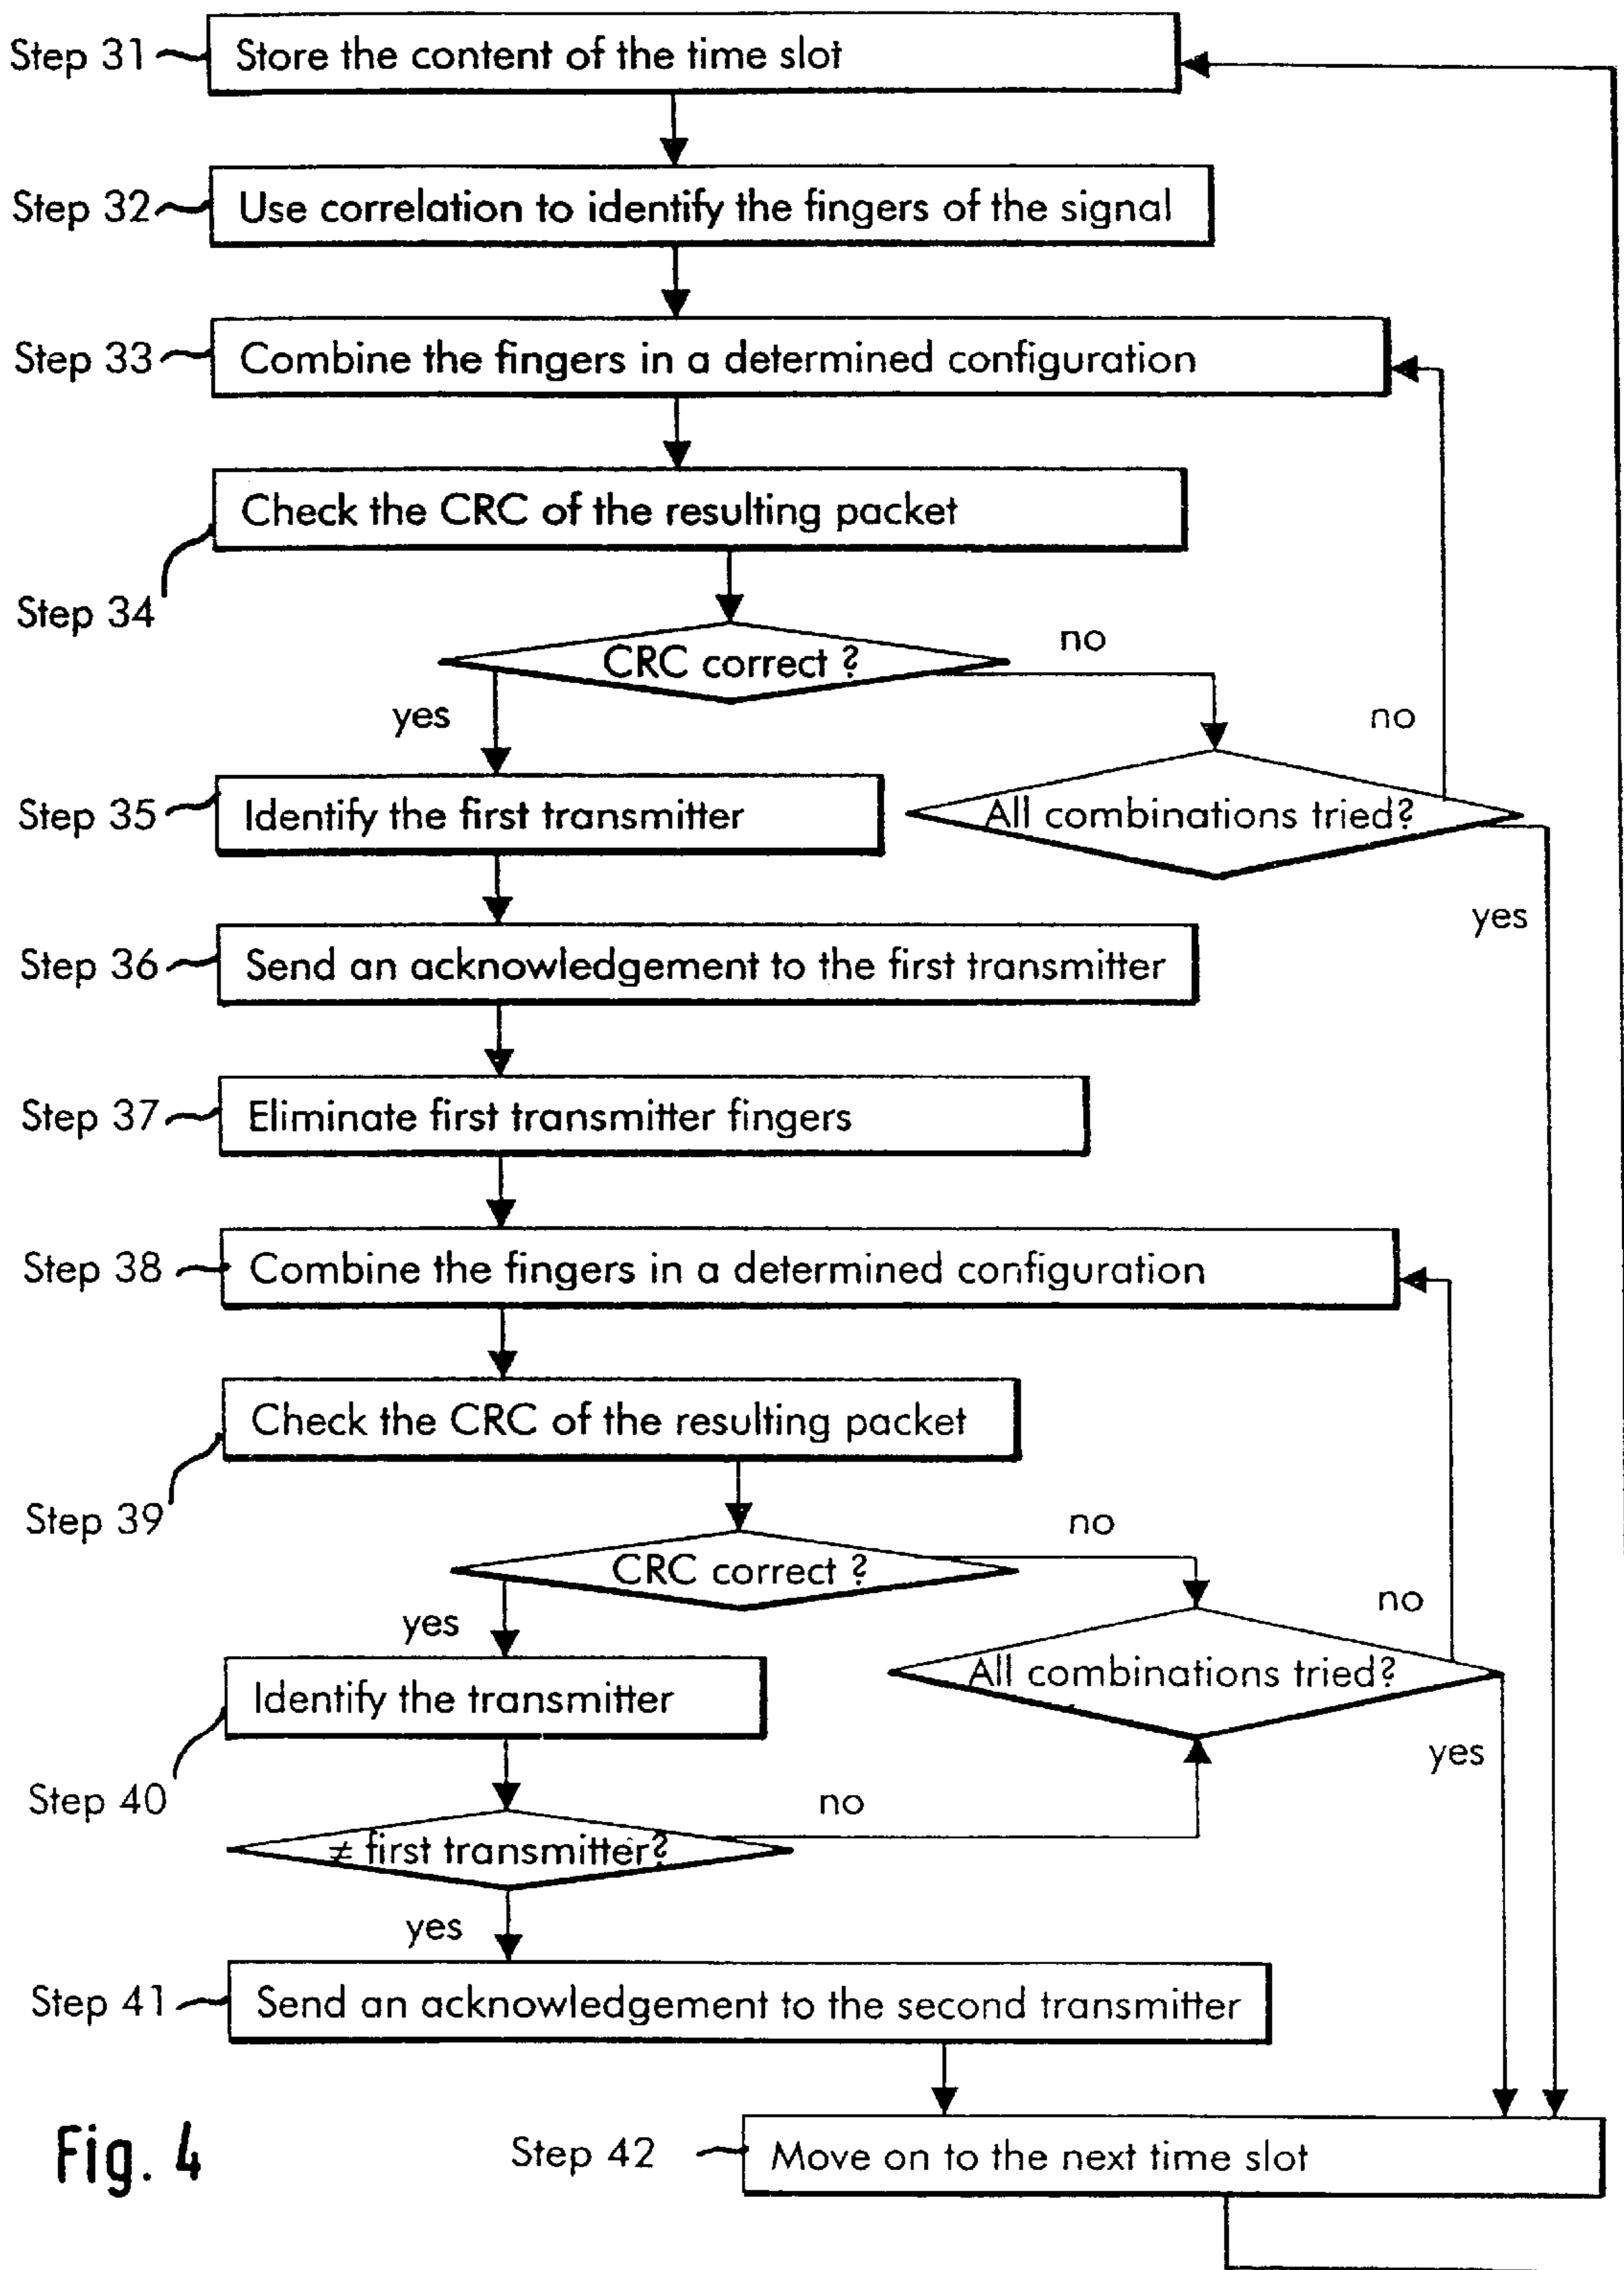 Step 31 Store the content of the time slot
Step 32 Use correlation to identify the fingers of the signal
Step 33 Combine the fingers in a determined configuration
Check the CRC of the resulting packet
Step 34
CRC correct ?
no
yes
no
Step 35 Identify the first transmitter
All combinations tried?
yes
Step 36 Send an acknowledgement to the first transmitter
Step 37 Eliminate first transmitter fingers
Step 38 Combine the fingers in a determined configuration
Check the CRC of the resulting packet
Step 39
CRC correct ?
no
yes
no
Identify the transmitter
All combinations tried?
yes
Step 40
≠ first transmitter?
no
yes
Step 41 Send an acknowledgement to the second transmitter
Fig. 4
Step 42 Move on to the next time slot